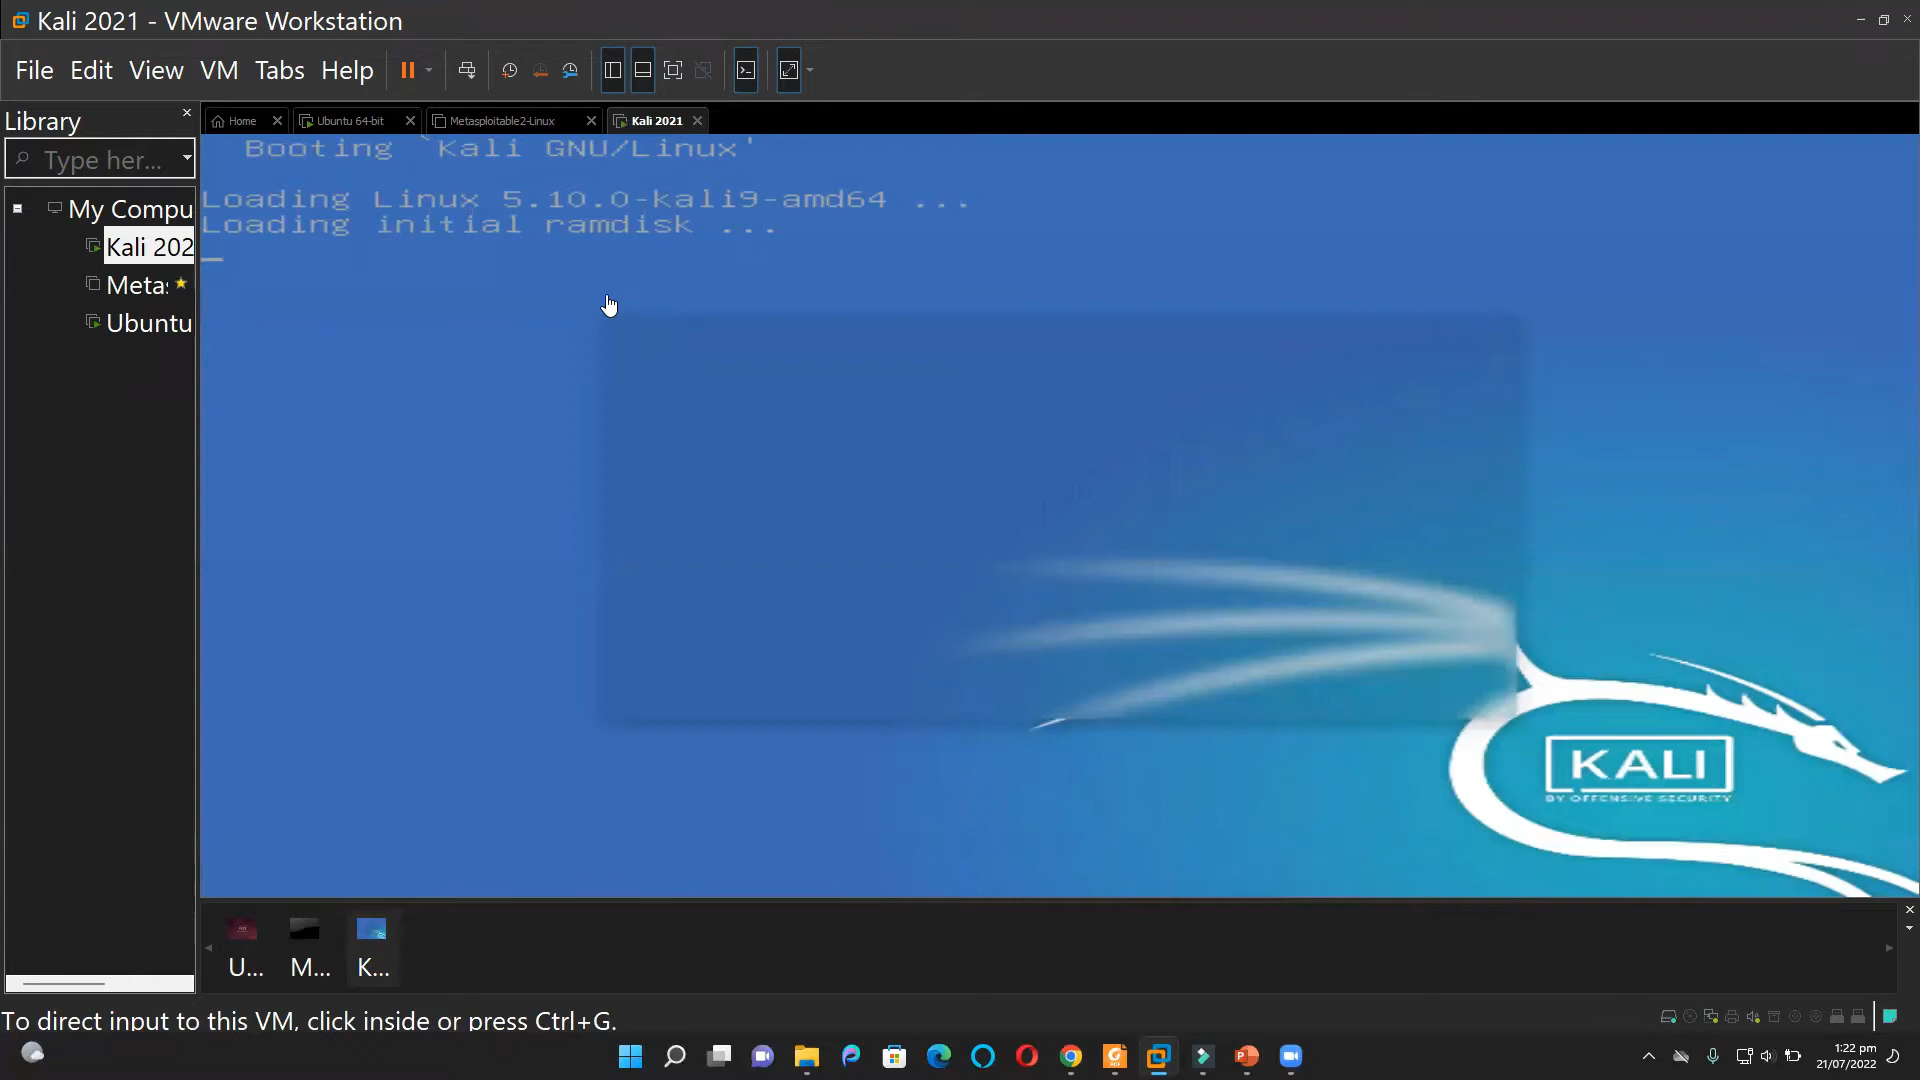 Kali 2021 - VMware Workstation
File Edit View VM Tabs Help
Library
Home
Ubuntu 64-bit
Metasploitable2-Linux
Kali 2021
Type her...
My Compu
Kali 202
Metas
Ubuntu
Booting `Kali GNU/Linux'
Loading Linux 5.10.0-kali9-amd64 ...
Loading initial ramdisk ...
KALI
BY OFFENSIVE SECURITY
U...
M...
K...
To direct input to this VM, click inside or press Ctrl+G.
1:22 pm
21/07/2022